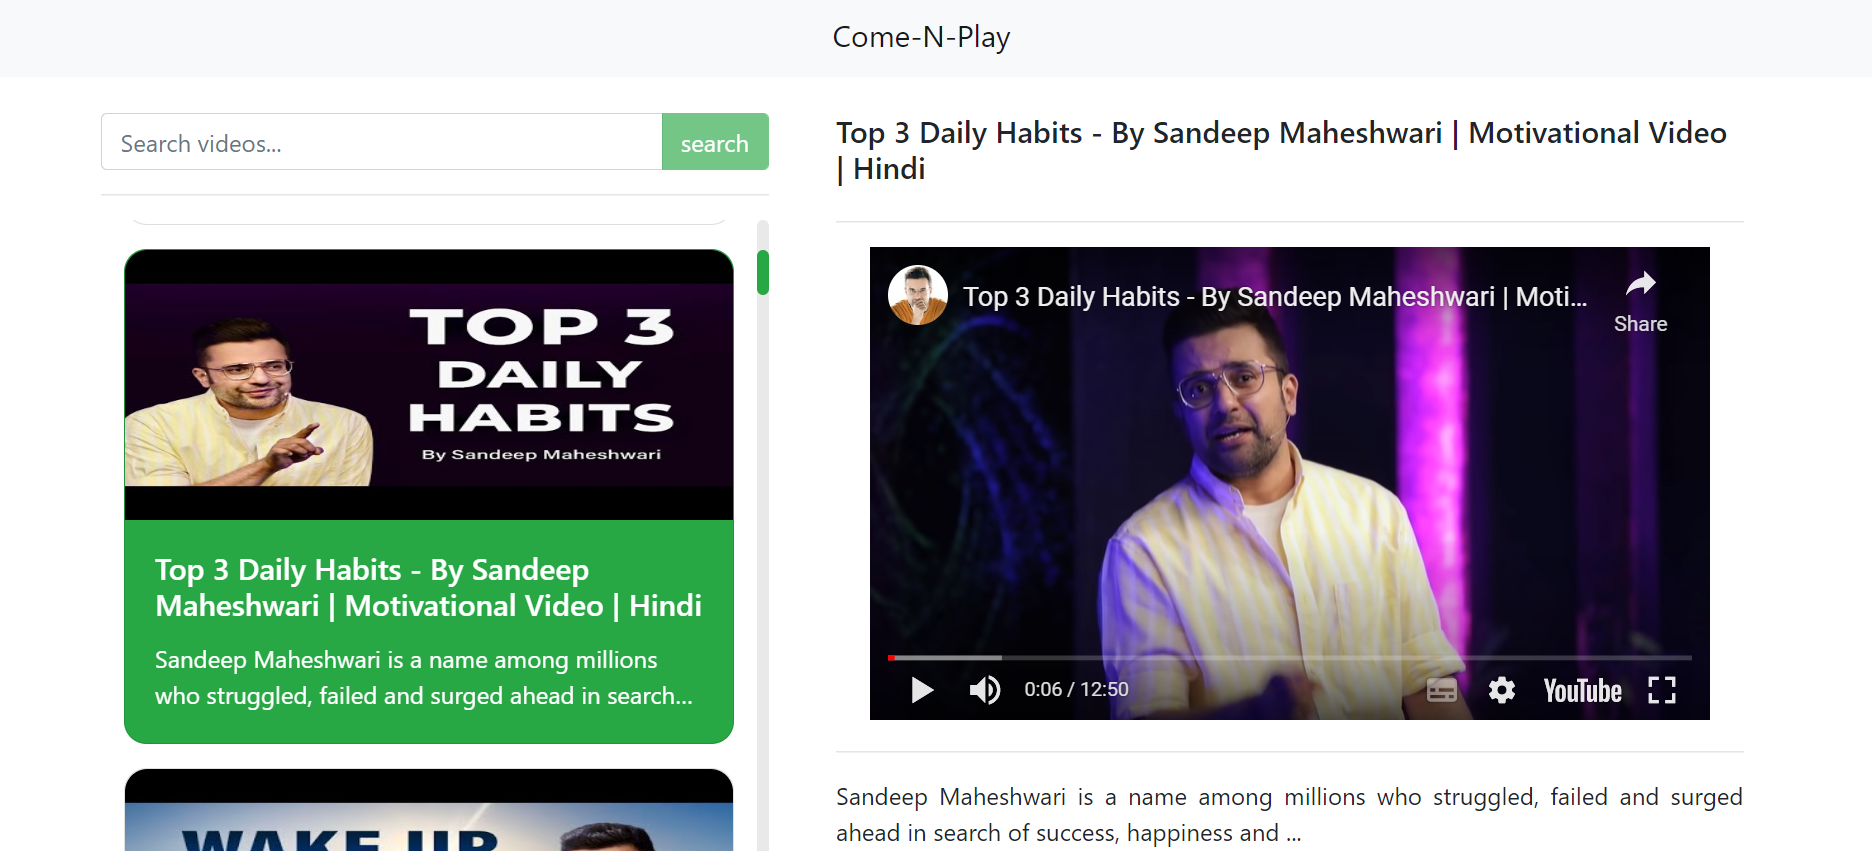 Come-N-Play
Search videos...
search
TOP 3
DAILY
HABITS
By Sandeep Maheshwari
Top 3 Daily Habits - By Sandeep
Maheshwari | Motivational Video | Hindi
Sandeep Maheshwari is a name among millions
who struggled, failed and surged ahead in search...
WAKE UP
Top 3 Daily Habits - By Sandeep Maheshwari | Motivational Video
| Hindi
Top 3 Daily Habits - By Sandeep Maheshwari | Moti...
Share
0:06 / 12:50
YouTube
Sandeep Maheshwari is a name among millions who struggled, failed and surged
ahead in search of success, happiness and ...